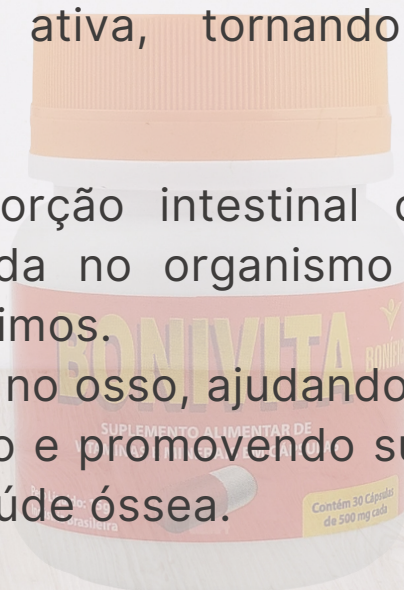 ativa, tornando
orção intestinal
da no organismo
imos.
BONIVITA
no osso, ajudando
SUPLEMENTO ALIMENTAR DE
o e promovendo su
úde óssea.
Contém 30 Cápsulas
de 500 mg cada